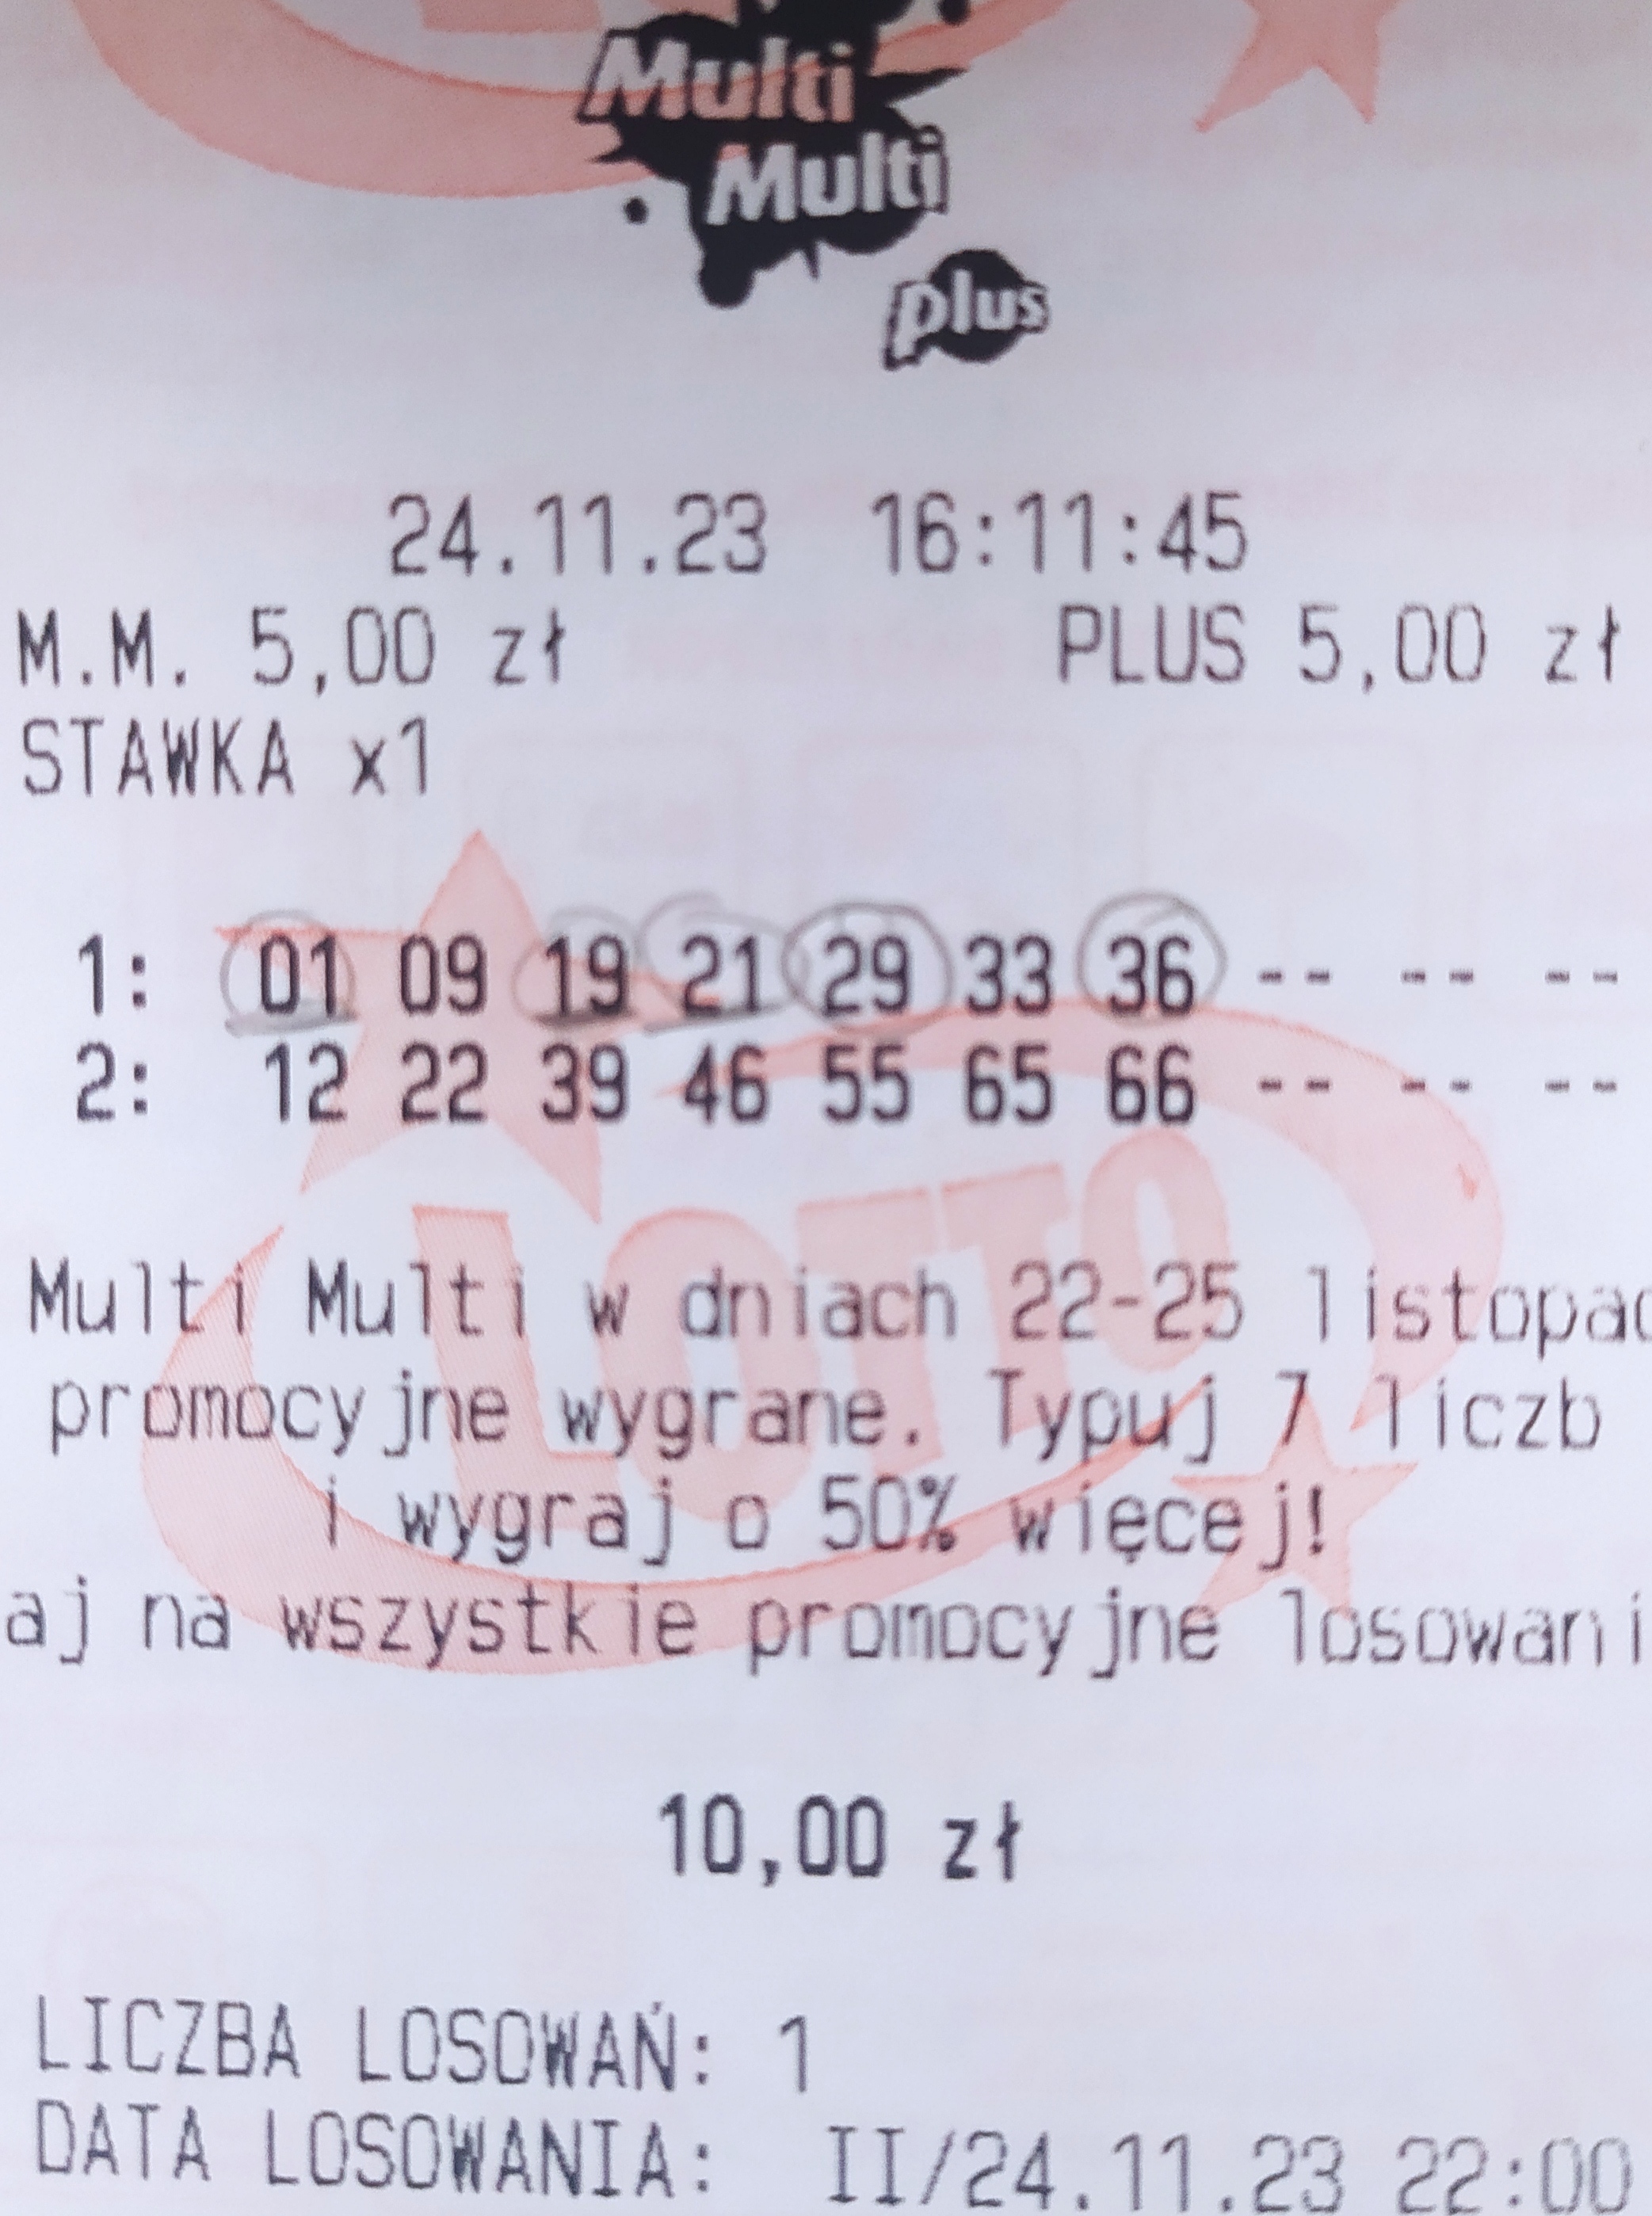 Multi
Multi
plus
24.11.23 16:11:45
M.M. 5,00 zł PLUS 5,00 zł
STAWKA x1
1: 01 09 19 21 29 33 36 -- -- --
2: 12 22 39 46 55 65 66 -- -- --
LOTTO
Multi Multi w dniach 22-25 listopad
promocyjne wygrane. Typuj 7 liczb
i wygraj o 50% więcej!
aj na wszystkie promocyjne losowani
10,00 zł
LICZBA LOSOWAŃ: 1
DATA LOSOWANIA: II/24.11.23 22:00